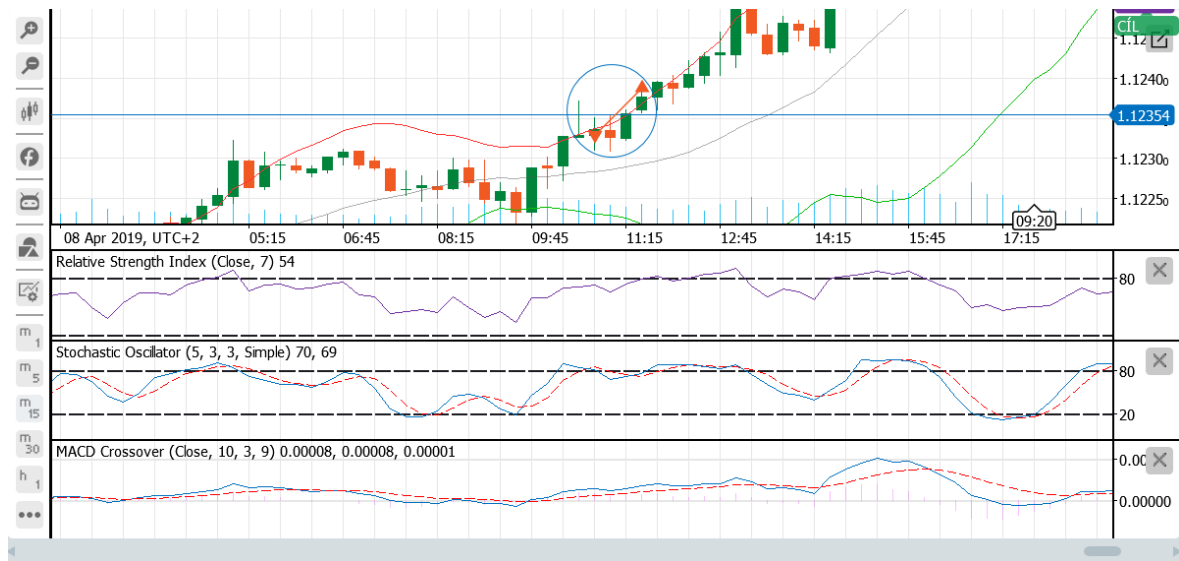 CÍL
1.1240₀
1.12354
1.1230₀
1.1225₀
09:20
08 Apr 2019, UTC+2 05:15 06:45 08:15 09:45 11:15 12:45 14:15 15:45 17:15
Relative Strength Index (Close, 7) 54
80
Stochastic Oscillator (5, 3, 3, Simple) 70, 69
80
20
MACD Crossover (Close, 10, 3, 9) 0.00008, 0.00008, 0.00001
0.00000
m 1
m 5
m 15
m 30
h 1